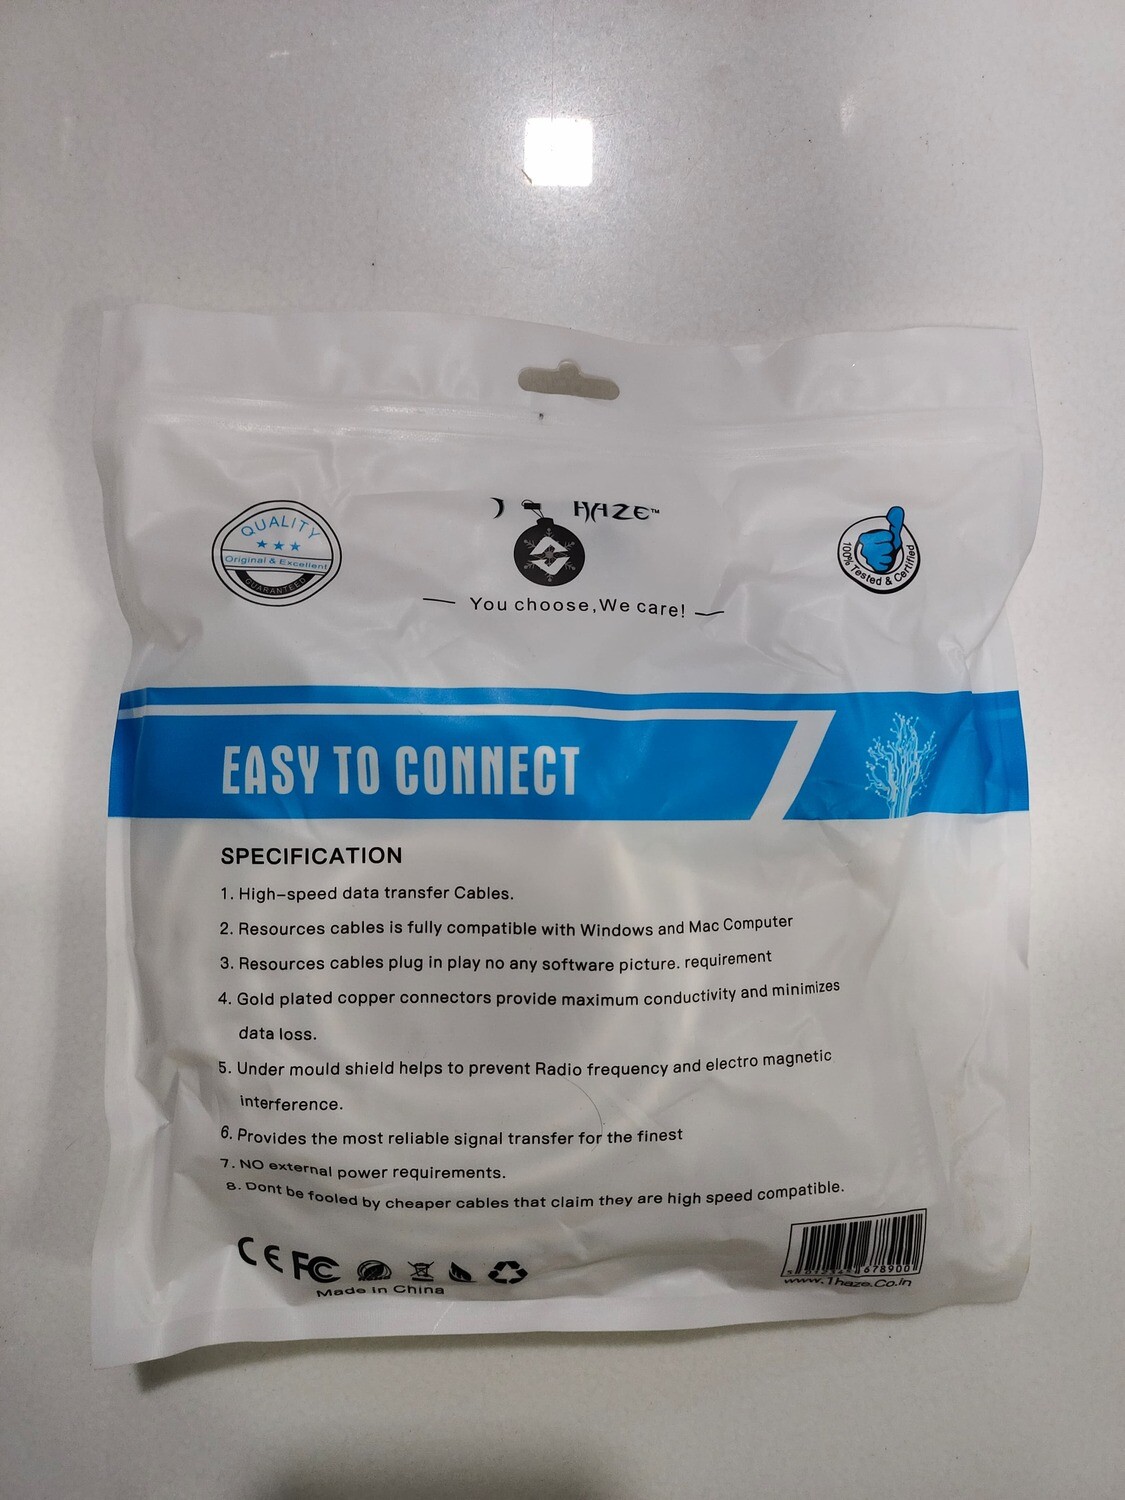 QUALITY
Original & Excellent
GUARANTEED
HAZE™
You choose,We care!
100% Tested & Certified
EASY TO CONNECT
SPECIFICATION
1. High-speed data transfer Cables.
2. Resources cables is fully compatible with Windows and Mac Computer
3. Resources cables plug in play no any software picture. requirement
4. Gold plated copper connectors provide maximum conductivity and minimizes
data loss.
5. Under mould shield helps to prevent Radio frequency and electro magnetic
interference.
6. Provides the most reliable signal transfer for the finest
7. NO external power requirements.
8. Dont be fooled by cheaper cables that claim they are high speed compatible.
CE FC
Made in China
www.1haze.Co.in